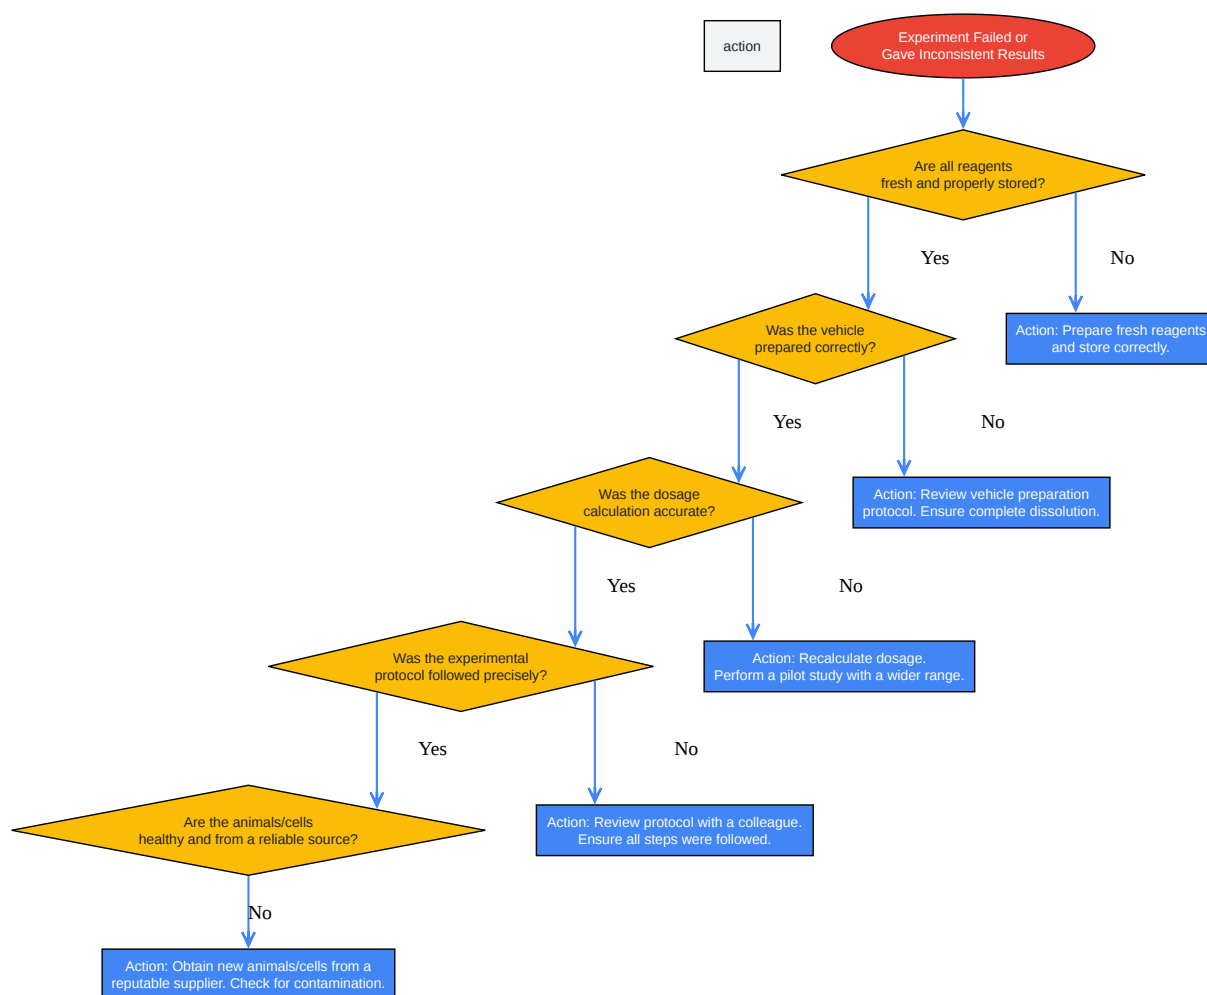 action
Experiment Failed or
Gave Inconsistent Results
Are all reagents
fresh and properly stored?
Yes
No
Was the vehicle
prepared correctly?
Action: Prepare fresh reagents
and store correctly.
Yes
No
Was the dosage
calculation accurate?
Action: Review vehicle preparation
protocol. Ensure complete dissolution.
Yes
No
Was the experimental
protocol followed precisely?
Action: Recalculate dosage.
Perform a pilot study with a wider range.
Yes
No
Are the animals/cells
healthy and from a reliable source?
Action: Review protocol with a colleague.
Ensure all steps were followed.
No
Action: Obtain new animals/cells from a
reputable supplier. Check for contamination.